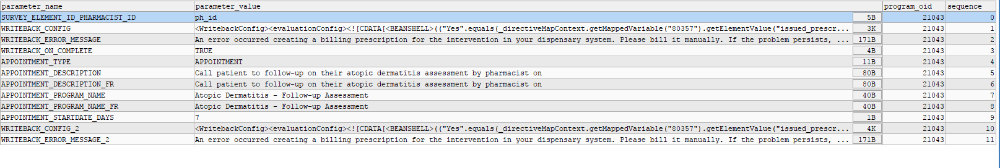 parameter_name parameter_value program_oid sequence
SURVEY_ELEMENT_ID_PHARMACIST_ID ph_id 5B 21043 0
WRITEBACK_CONFIG <WritebackConfig><evaluationConfig><![CDATA[<BEANSHELL>(("Yes".equals(_directiveMapContext.getMappedVariable("80357").getElementValue("issued_prescr... 3K 21043 1
WRITEBACK_ERROR_MESSAGE An error occurred creating a billing prescription for the intervention in your dispensary system. Please bill it manually. If the problem persists, ... 171B 21043 2
WRITEBACK_ON_COMPLETE TRUE 4B 21043 3
APPOINTMENT_TYPE APPOINTMENT 11B 21043 4
APPOINTMENT_DESCRIPTION Call patient to follow-up on their atopic dermatitis assessment by pharmacist on 80B 21043 5
APPOINTMENT_DESCRIPTION_FR Call patient to follow-up on their atopic dermatitis assessment by pharmacist on 80B 21043 6
APPOINTMENT_PROGRAM_NAME Atopic Dermatitis - Follow-up Assessment 40B 21043 7
APPOINTMENT_PROGRAM_NAME_FR Atopic Dermatitis - Follow-up Assessment 40B 21043 8
APPOINTMENT_STARTDATE_DAYS 7 1B 21043 9
WRITEBACK_CONFIG_2 <WritebackConfig><evaluationConfig><![CDATA[<BEANSHELL>(("Yes".equals(_directiveMapContext.getMappedVariable("80357").getElementValue("issued_prescr... 4K 21043 10
WRITEBACK_ERROR_MESSAGE_2 An error occurred creating a billing prescription for the intervention in your dispensary system. Please bill it manually. If the problem persists, ... 171B 21043 11